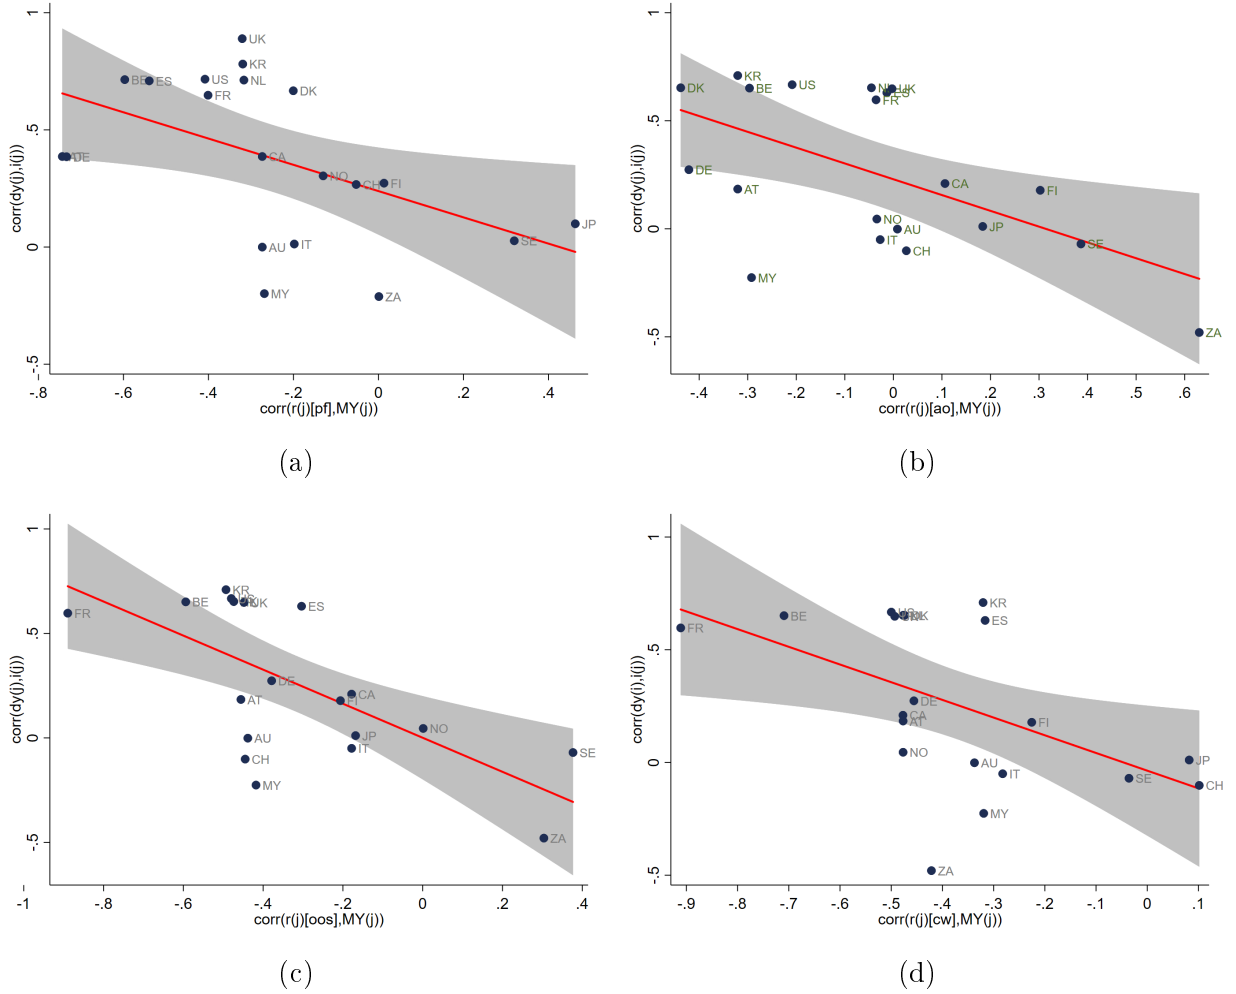 1
.5
0
-.5
corr(dy(j),i(j))
UK
KR
BE
ES
US
NL
FR
DK
AT
DE
CA
NO
CH
FI
JP
SE
AU
IT
MY
ZA
-.8
-.6
-.4
-.2
0
.2
.4
corr(r(j)[pf],MY(j))
(a)
1
.5
0
-.5
corr(dy(j),i(j))
KR
DK
BE
US
NL
UK
ES
FR
DE
AT
CA
FI
NO
AU
JP
IT
CH
SE
MY
ZA
-.4
-.3
-.2
-.1
0
.1
.2
.3
.4
.5
.6
corr(r(j)[ao],MY(j))
(b)
1
.5
0
-.5
corr(dy(j),i(j))
KR
US
BE
UK
ES
FR
DE
AT
CA
FI
NO
AU
JP
IT
CH
SE
MY
ZA
-1
-.8
-.6
-.4
-.2
0
.2
.4
corr(r(j)[oos],MY(j))
(c)
1
.5
0
-.5
corr(dy(i),i(j))
KR
US
BE
ES
FR
DE
CA
AT
FI
NO
AU
JP
IT
SE
CH
MY
ZA
-.9
-.8
-.7
-.6
-.5
-.4
-.3
-.2
-.1
0
.1
corr(r(j)[cw],MY(j))
(d)